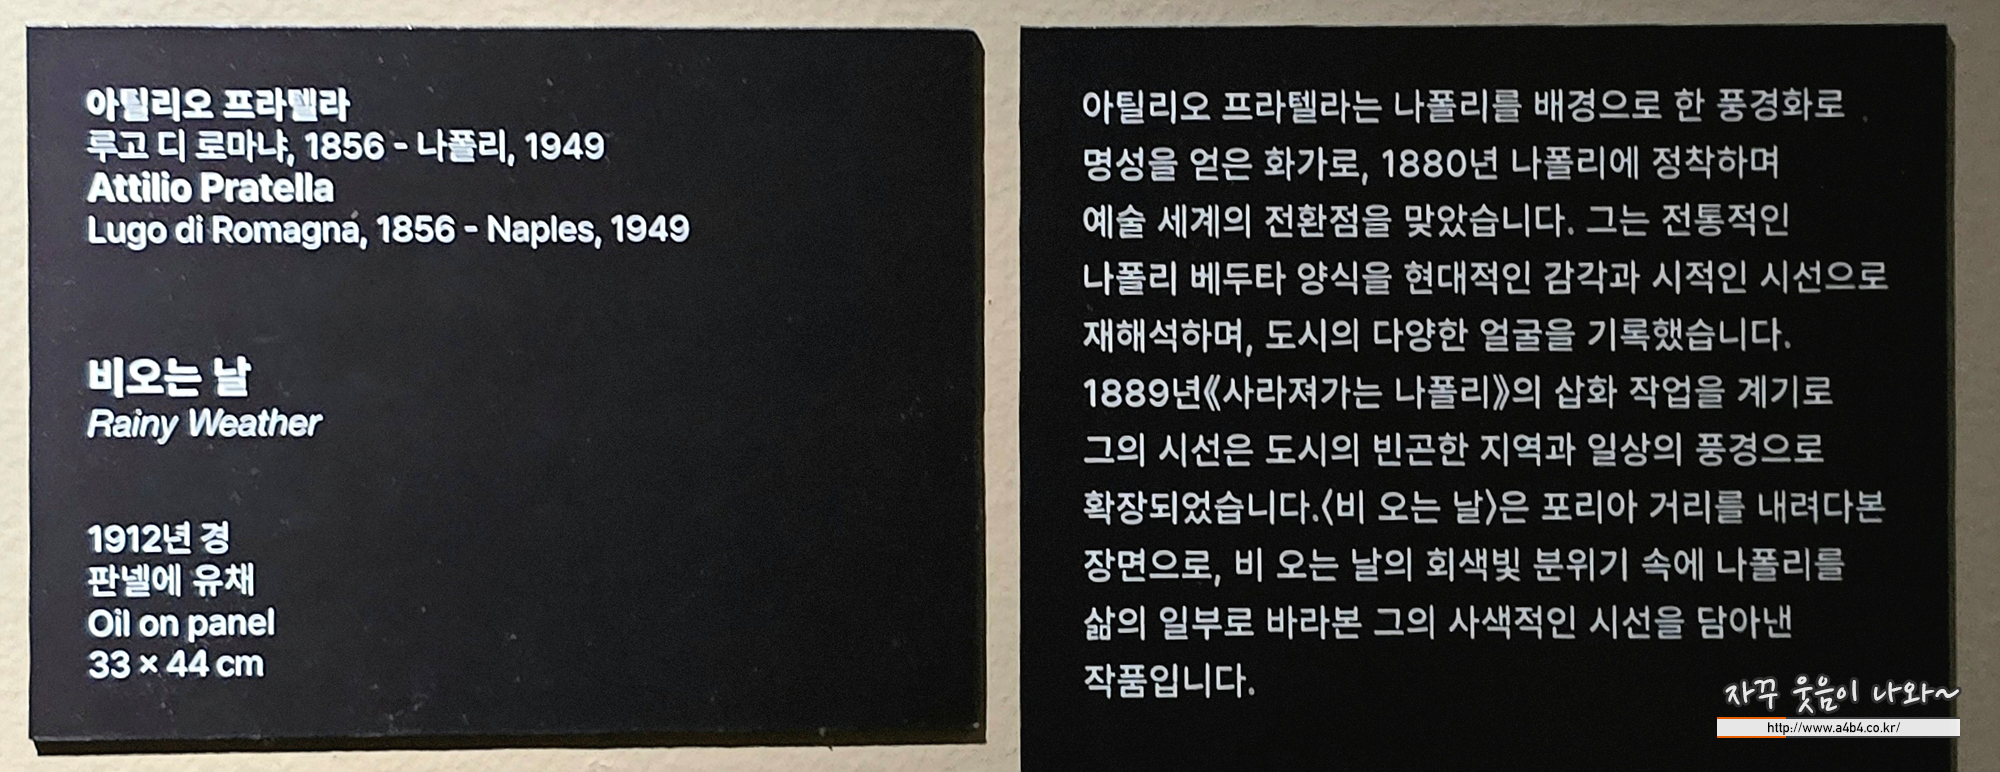 아틸리오 프라텔라
루고 디 로마냐, 1856 - 나폴리, 1949
Attilio Pratella
Lugo di Romagna, 1856 - Naples, 1949
비오는 날
Rainy Weather
1912년 경
판넬에 유채
Oil on panel
33 × 44 cm
아틸리오 프라텔라는 나폴리를 배경으로 한 풍경화로
명성을 얻은 화가로, 1880년 나폴리에 정착하며
예술 세계의 전환점을 맞았습니다. 그는 전통적인
나폴리 베두타 양식을 현대적인 감각과 시적인 시선으로
재해석하며, 도시의 다양한 얼굴을 기록했습니다.
1889년《사라져가는 나폴리》의 삽화 작업을 계기로
그의 시선은 도시의 빈곤한 지역과 일상의 풍경으로
확장되었습니다.〈비 오는 날〉은 포리아 거리를 내려다본
장면으로, 비 오는 날의 회색빛 분위기 속에 나폴리를
삶의 일부로 바라본 그의 사색적인 시선을 담아낸
작품입니다.
자꾸 웃음이 나와~
http://www.a4b4.co.kr/